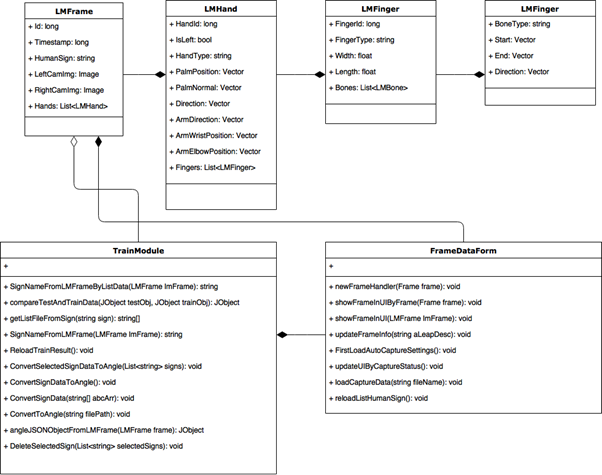 LMFrame
+ Id: long
+ Timestamp: long
+ HumanSign: string
+ LeftCamImg: Image
+ RightCamImg: Image
+ Hands: List<LMHand>
LMHand
+ HandId: long
+ IsLeft: bool
+ HandType: string
+ PalmPosition: Vector
+ PalmNormal: Vector
+ Direction: Vector
+ ArmDirection: Vector
+ ArmWristPosition: Vector
+ ArmElbowPosition: Vector
+ Fingers: List<LMFinger>
LMFinger
+ FingerId: long
+ FingerType: string
+ Width: float
+ Length: float
+ Bones: List<LMBone>
LMFinger
+ BoneType: string
+ Start: Vector
+ End: Vector
+ Direction: Vector
TrainModule
+
+ SignNameFromLMFrameByListData(LMFrame lmFrame): string
+ compareTestAndTrainData(JObject testObj, JObject trainObj): JObject
+ getListFileFromSign(string sign): string[]
+ SignNameFromLMFrame(LMFrame lmFrame): string
+ ReloadTrainResult(): void
+ ConvertSelectedSignDataToAngle(List<string> signs): void
+ ConvertSignDataToAngle(): void
+ ConvertSignData(string[] abcArr): void
+ ConvertToAngle(string filePath): void
+ angleJSONObjectFromLMFrame(LMFrame frame): JObject
+ DeleteSelectedSign(List<string> selectedSigns): void
FrameDataForm
+
+ newFrameHandler(Frame frame): void
+ showFrameInUIByFrame(Frame frame): void
+ showFrameInUI(LMFrame lmFrame): void
+ updateFrameInfo(string aLeapDesc): void
+ FirstLoadAutoCaptureSettings(): void
+ updateUIByCaptureStatus(): void
+ loadCaptureData(string fileName): void
+ reloadListHumanSign(): void